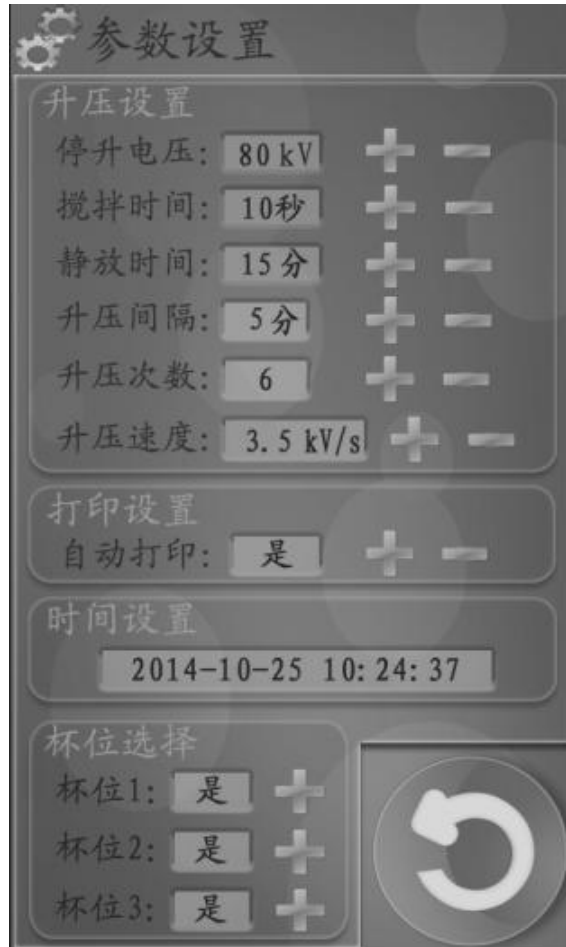 参数设置
升压设置
停升电压: 80 kV
搅拌时间: 10秒
静放时间: 15 分
升压间隔: 5分
升压次数: 6
升压速度: 3.5 kV/s
打印设置
自动打印: 是
时间设置
2014-10-25 10:24:37
杯位选择
杯位1: 是
杯位2: 是
杯位3: 是